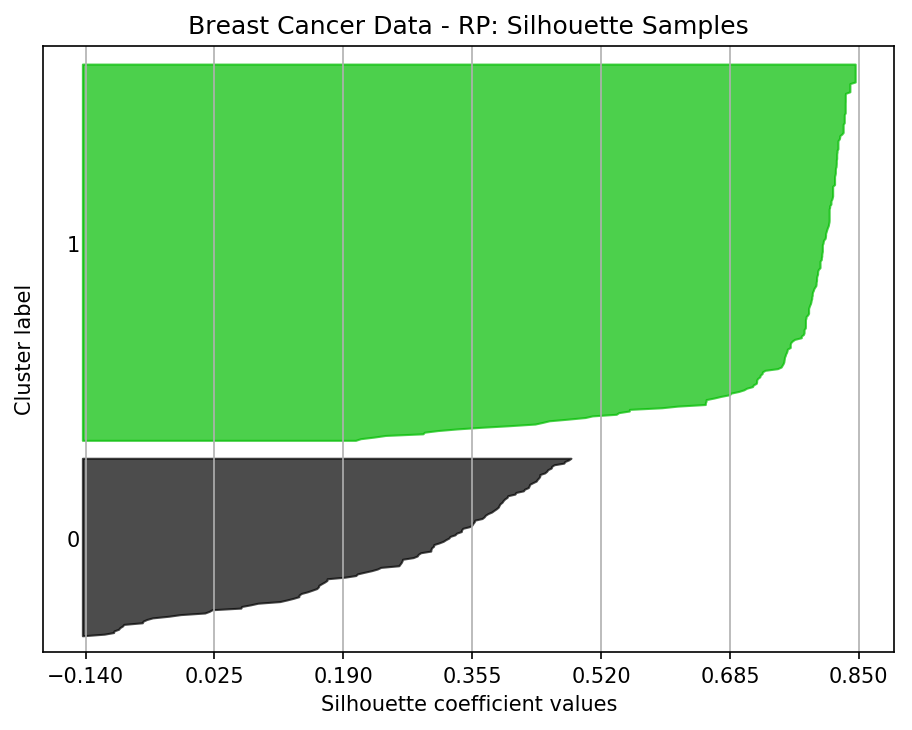 Breast Cancer Data - RP: Silhouette Samples
Cluster label
1
0
−0.140 0.025 0.190 0.355 0.520 0.685 0.850
Silhouette coefficient values